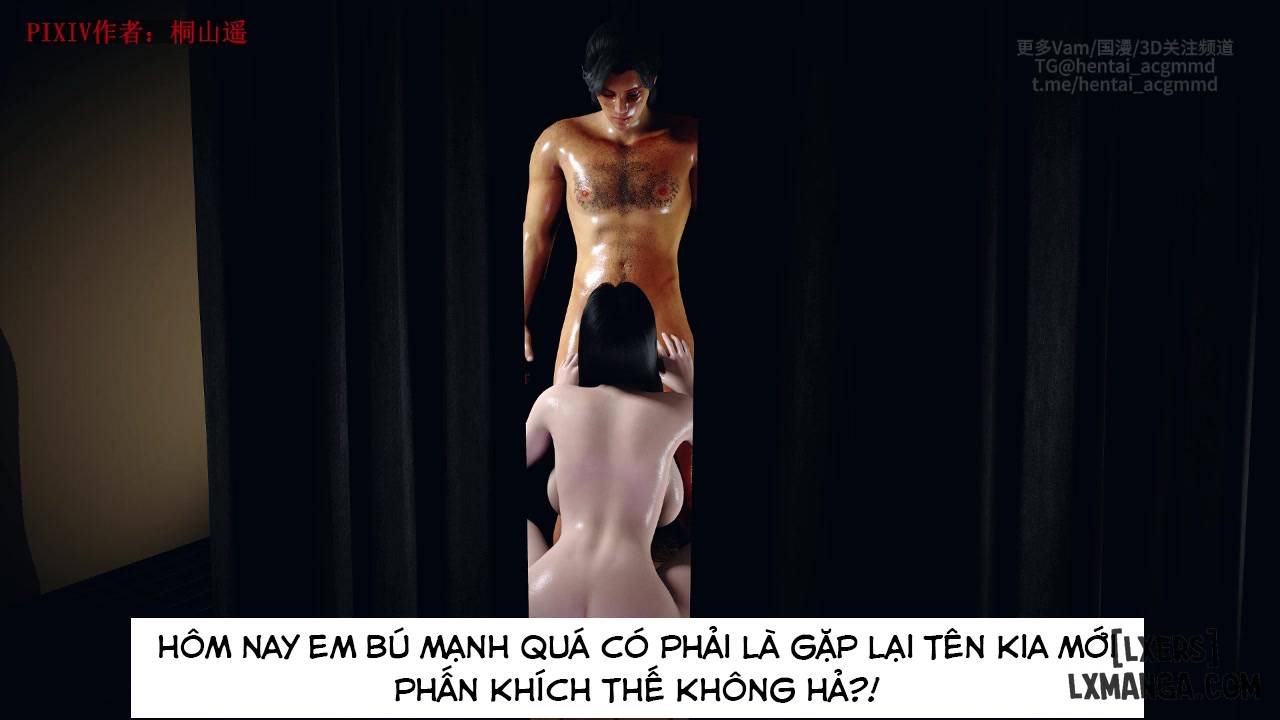 PIXIV作者：桐山遥
更多Vam/国漫/3D关注频道
TG@hentai_acgmmd
t.me/hentai_acgmmd
HÔM NAY EM BÚ MẠNH QUÁ CÓ PHẢI LÀ GẶP LẠI TÊN KIA MỚI
PHẤN KHÍCH THẾ KHÔNG HẢ?!
[LXERS]
LXMANGA.COM